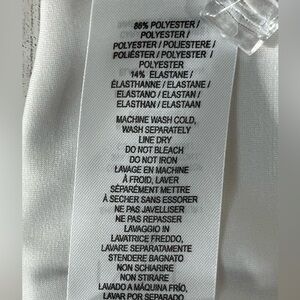 86% POLYESTER /
POLYESTER /
POLYESTER / POLIESTERE /
POLIÉSTER / POLYESTER /
POLYESTER
14% ELASTANE /
ÉLASTHANNE / ELASTANE /
ELASTANO / ELASTAN /
ELASTHAN / ELASTAAN
MACHINE WASH COLD,
WASH SEPARATELY
LINE DRY
DO NOT BLEACH
DO NOT IRON
LAVAGE EN MACHINE
À FROID, LAVER
SÉPARÉMENT METTRE
À SECHER SANS ESSORER
NE PAS JAVELLISER
NE PAS REPASSER
LAVAGGIO IN
LAVATRICE FREDDO,
LAVARE SEPARATAMENTE
STENDERE BAGNATO
NON SCHIARIRE
NON STIRARE
LAVADO A MÁQUINA FRÍO,
LAVAR POR SEPARADO